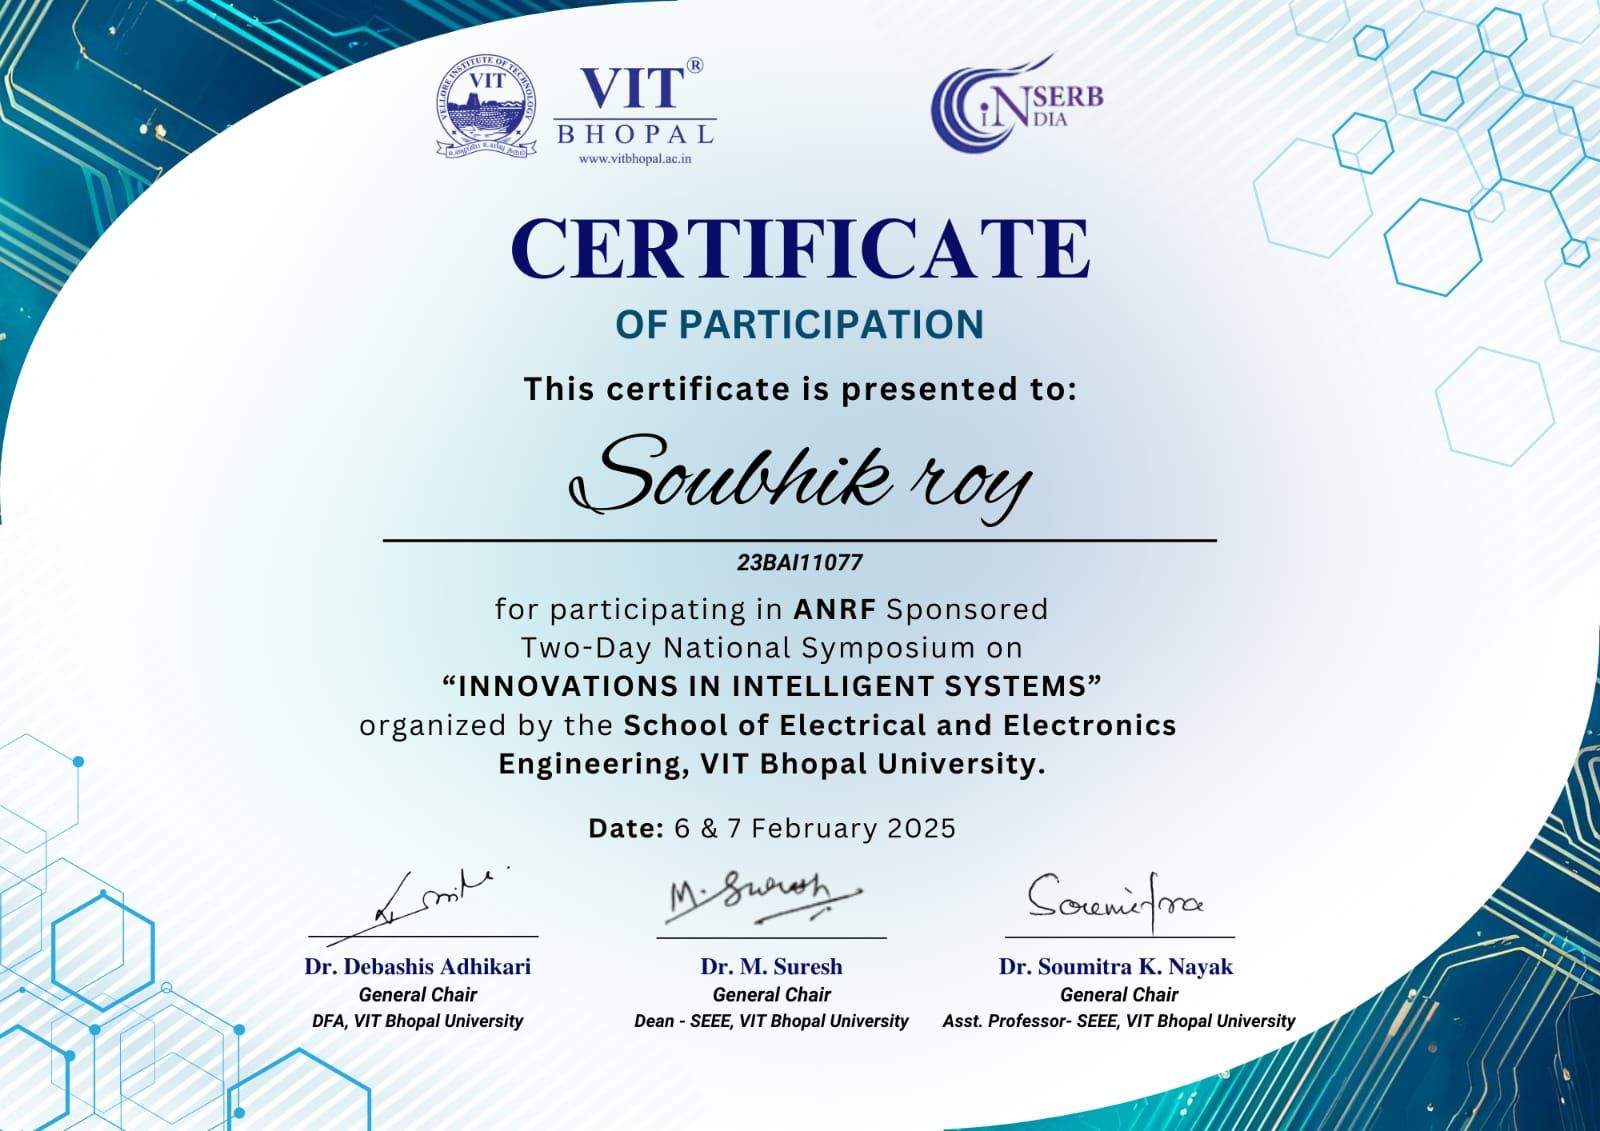 VELLORE INSTITUTE OF TECHNOLOGY
VIT
VIT®
BHOPAL
www.vitbhopal.ac.in
SERB
iNDIA
CERTIFICATE
OF PARTICIPATION
This certificate is presented to:
Soubhik roy
23BAI11077
for participating in ANRF Sponsored
Two-Day National Symposium on
“INNOVATIONS IN INTELLIGENT SYSTEMS”
organized by the School of Electrical and Electronics
Engineering, VIT Bhopal University.
Date: 6 & 7 February 2025
M. Suresh
Soumitra
Dr. Debashis Adhikari
Dr. M. Suresh
Dr. Soumitra K. Nayak
General Chair
General Chair
General Chair
DFA, VIT Bhopal University
Dean - SEEE, VIT Bhopal University
Asst. Professor- SEEE, VIT Bhopal University